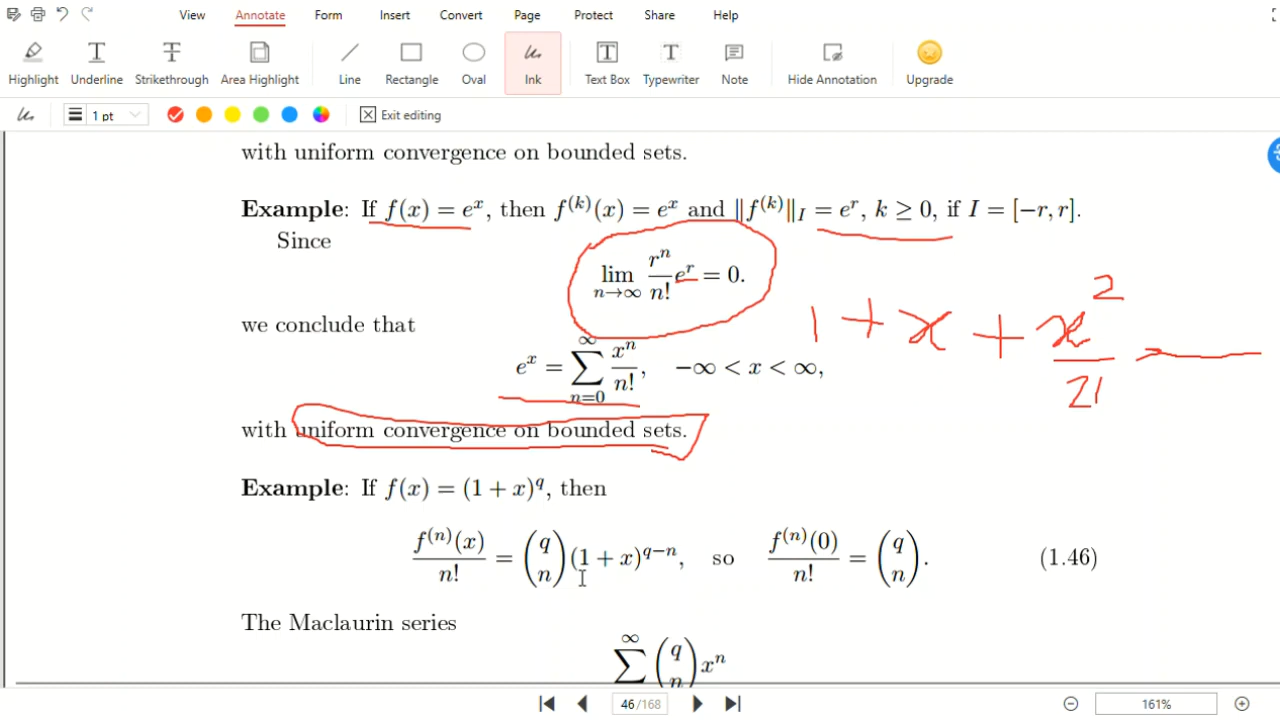 View Annotate Form Insert Convert Page Protect Share Help
Highlight Underline Strikethrough Area Highlight Line Rectangle Oval Ink Text Box Typewriter Note Hide Annotation Upgrade
1 pt Exit editing
with uniform convergence on bounded sets.
Example: If f(x) = e^x, then f^(k)(x) = e^x and ‖f^(k)‖_I = e^r, k ≥ 0, if I = [−r, r].
Since
lim_{n→∞} r^n/n! e^r = 0.
1 + x + x^2/2!
we conclude that
e^x = ∑_{n=0}^∞ x^n/n!, −∞ < x < ∞,
with uniform convergence on bounded sets.
Example: If f(x) = (1 + x)^q, then
f^(n)(x)/n! = (q n)(1 + x)^{q−n}, so f^(n)(0)/n! = (q n). (1.46)
The Maclaurin series
∑^∞ (q n) x^n
46 /168 161%